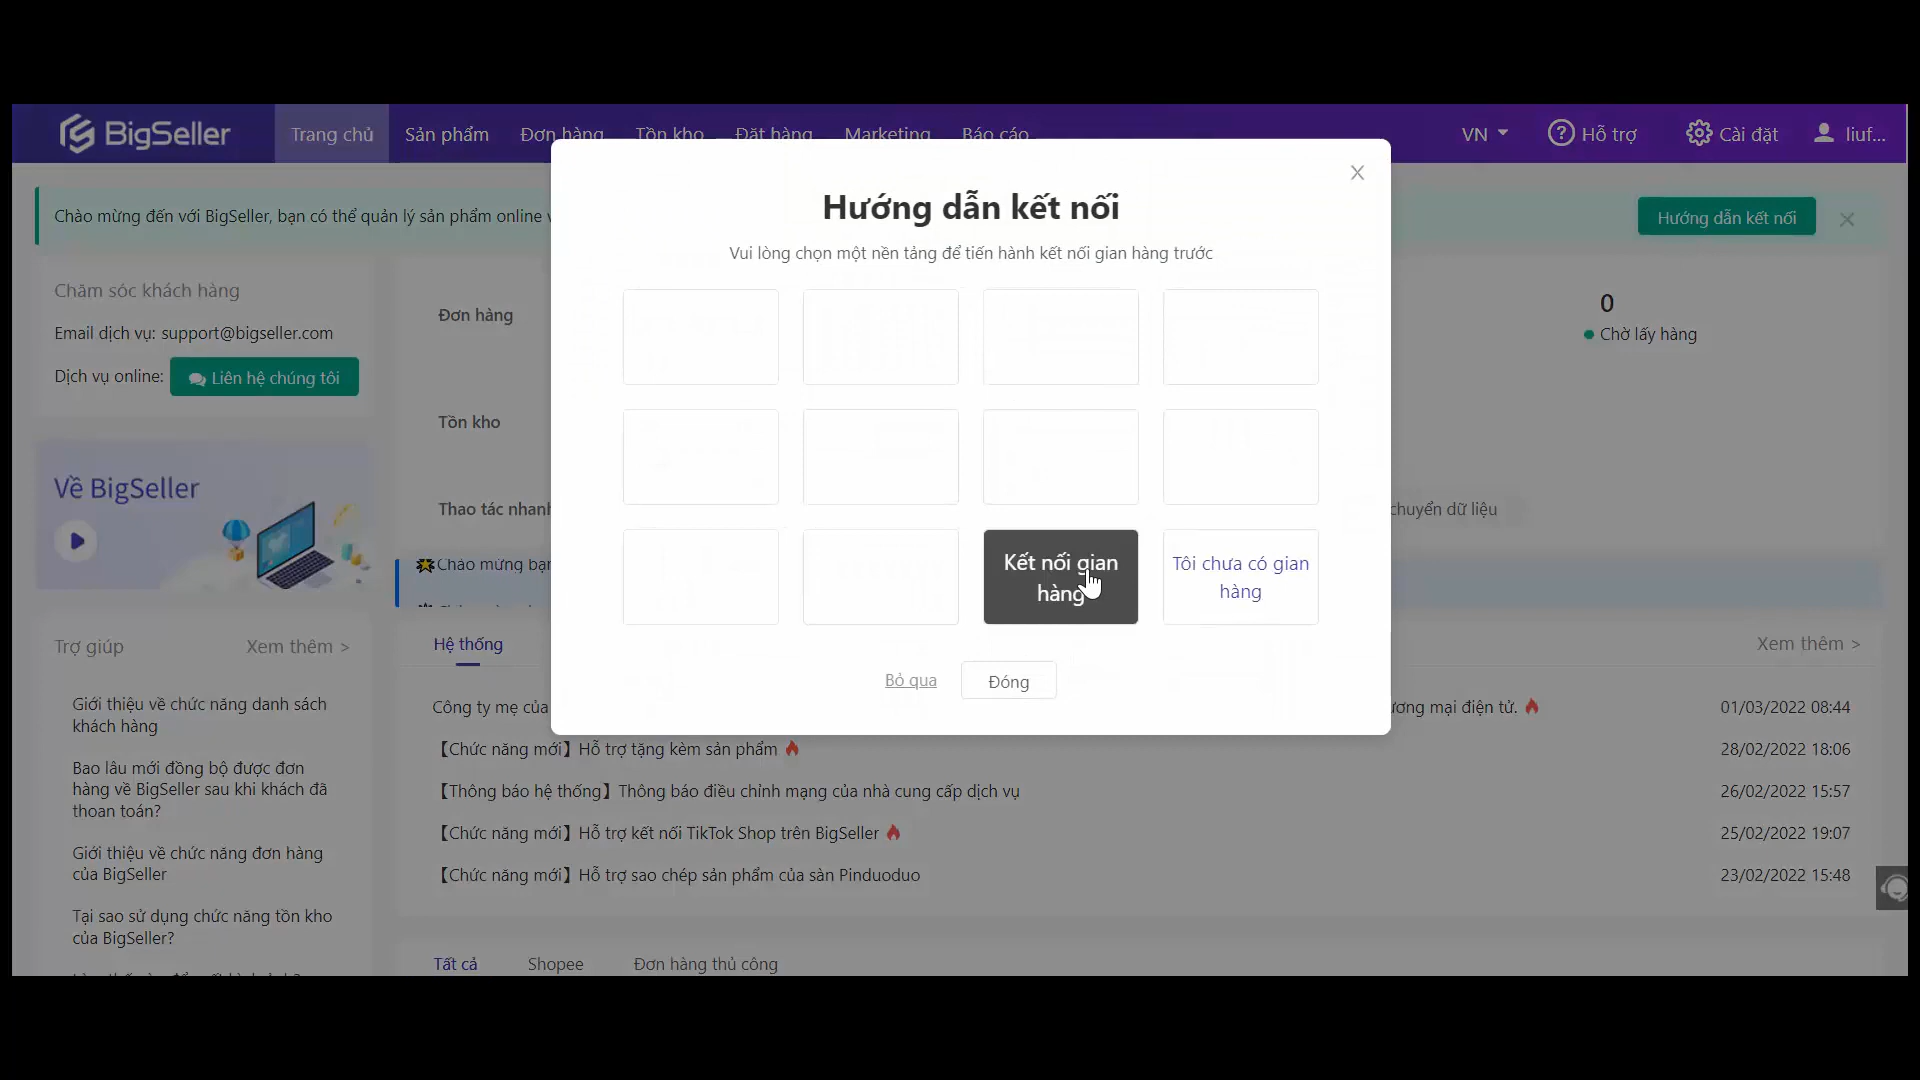 BigSeller
Trang chủ
Sản phẩm
Đơn hàng
Tồn kho
Đặt hàng
Marketing
Báo cáo
VN
Hỗ trợ
Cài đặt
liuf...
Chào mừng đến với BigSeller, bạn có thể quản lý sản phẩm online
Hướng dẫn kết nối
Hướng dẫn kết nối
Vui lòng chọn một nền tảng để tiến hành kết nối gian hàng trước
Kết nối gian
hàng
Tôi chưa có gian
hàng
Bỏ qua
Đóng
Chăm sóc khách hàng
Email dịch vụ: support@bigseller.com
Dịch vụ online:
Liên hệ chúng tôi
Về BigSeller
Trợ giúp
Xem thêm >
Giới thiệu về chức năng danh sách
khách hàng
Bao lâu mới đồng bộ được đơn
hàng về BigSeller sau khi khách đã
thoan toán?
Giới thiệu về chức năng đơn hàng
của BigSeller
Tại sao sử dụng chức năng tồn kho
của BigSeller?
Đơn hàng
0
Chờ lấy hàng
Tồn kho
Thao tác nhanh
chuyển dữ liệu
Chào mừng bạn
Hệ thống
Xem thêm >
Công ty mẹ của
ương mại điện tử.
01/03/2022 08:44
【Chức năng mới】Hỗ trợ tặng kèm sản phẩm
28/02/2022 18:06
【Thông báo hệ thống】Thông báo điều chỉnh mạng của nhà cung cấp dịch vụ
26/02/2022 15:57
【Chức năng mới】Hỗ trợ kết nối TikTok Shop trên BigSeller
25/02/2022 19:07
【Chức năng mới】Hỗ trợ sao chép sản phẩm của sàn Pinduoduo
23/02/2022 15:48
Tất cả
Shopee
Đơn hàng thủ công